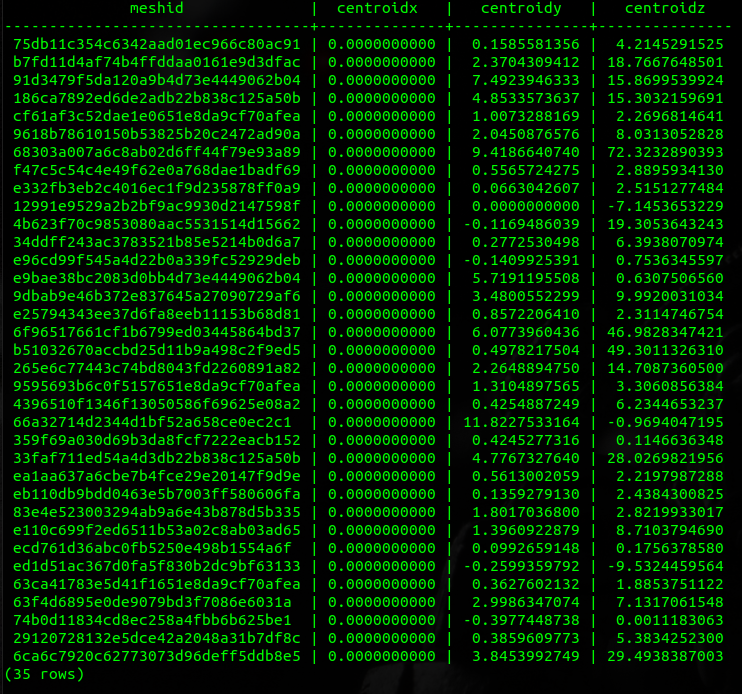 meshid | centroidx | centroidy | centroidz
----------------------------------+--------------+---------------+---------------
75db11c354c6342aad01ec966c80ac91 | 0.0000000000 | 0.1585581356 | 4.2145291525
b7fd11d4af74b4ffddaa0161e9d3dfac | 0.0000000000 | 2.3704309412 | 18.7667648501
91d3479f5da120a9b4d73e4449062b04 | 0.0000000000 | 7.4923946333 | 15.8699539924
186ca7892ed6de2adb22b838c125a50b | 0.0000000000 | 4.8533573637 | 15.3032159691
cf61af3c52dae1e0651e8da9cf70afea | 0.0000000000 | 1.0073288169 | 2.2696814641
9618b78610150b53825b20c2472ad90a | 0.0000000000 | 2.0450876576 | 8.0313052828
68303a007a6c8ab02d6ff44f79e93a89 | 0.0000000000 | 9.4186640740 | 72.3232890393
f47c5c54c4e49f62e0a768dae1badf69 | 0.0000000000 | 0.5565724275 | 2.8895934130
e332fb3eb2c4016ec1f9d235878ff0a9 | 0.0000000000 | 0.0663042607 | 2.5151277484
12991e9529a2b2bf9ac9930d2147598f | 0.0000000000 | 0.0000000000 | -7.1453653229
4b623f70c9853080aac5531514d15662 | 0.0000000000 | -0.1169486039 | 19.3053643243
34ddff243ac3783521b85e5214b0d6a7 | 0.0000000000 | 0.2772530498 | 6.3938070974
e96cd99f545a4d22b0a339fc52929deb | 0.0000000000 | -0.1409925391 | 0.7536345597
e9bae38bc2083d0bb4d73e4449062b04 | 0.0000000000 | 5.7191195508 | 0.6307506560
9dbab9e46b372e837645a27090729af6 | 0.0000000000 | 3.4800552299 | 9.9920031034
e25794343ee37d6fa8eeb11153b68d81 | 0.0000000000 | 0.8572206410 | 2.3114746754
6f96517661cf1b6799ed03445864bd37 | 0.0000000000 | 6.0773960436 | 46.9828347421
b51032670accbd25d11b9a498c2f9ed5 | 0.0000000000 | 0.4978217504 | 49.3011326310
265e6c77443c74bd8043fd2260891a82 | 0.0000000000 | 2.2648894750 | 14.7087360500
9595693b6c0f5157651e8da9cf70afea | 0.0000000000 | 1.3104897565 | 3.3060856384
4396510f1346f13050586f69625e08a2 | 0.0000000000 | 0.4254887249 | 6.2344653237
66a32714d2344d1bf52a658ce0ec2c1 | 0.0000000000 | 11.8227533164 | -0.9694047195
359f69a030d69b3da8fcf7222eacb152 | 0.0000000000 | 0.4245277316 | 0.1146636348
33faf711ed54a4d3db22b838c125a50b | 0.0000000000 | 4.7767327640 | 28.0269821956
ea1aa637a6cbe7b4fce29e20147f9d9e | 0.0000000000 | 0.5613002059 | 2.2197987288
eb110db9bdd0463e5b7003ff580606fa | 0.0000000000 | 0.1359279130 | 2.4384300825
83e4e523003294ab9a6e43b878d5b335 | 0.0000000000 | 1.8017036800 | 2.8219933017
e110c699f2ed6511b53a02c8ab03ad65 | 0.0000000000 | 1.3960922879 | 8.7103794690
ecd761d36abc0fb5250e498b1554a6f | 0.0000000000 | 0.0992659148 | 0.1756378580
ed1d51ac367d0fa5f830b2dc9bf63133 | 0.0000000000 | -0.2599359792 | -9.5324459564
63ca41783e5d41f1651e8da9cf70afea | 0.0000000000 | 0.3627602132 | 1.8853751122
63f4d6895e0de9079bd3f7086e6031a | 0.0000000000 | 2.9986347074 | 7.1317061548
74b0d11834cd8ec258a4fbb6b625be1 | 0.0000000000 | -0.3977448738 | 0.0011183063
29120728132e5dce42a2048a31b7df8c | 0.0000000000 | 0.3859609773 | 5.3834252300
6ca6c7920c62773073d96deff5ddb8e5 | 0.0000000000 | 3.8453992749 | 29.4938387003
(35 rows)